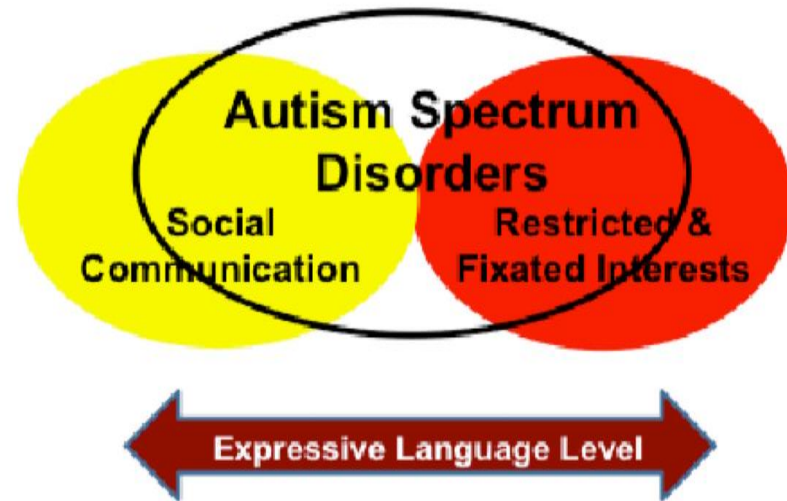 Autism Spectrum
Disorders
Social
Communication
Restricted &
Fixated Interests
Expressive Language Level